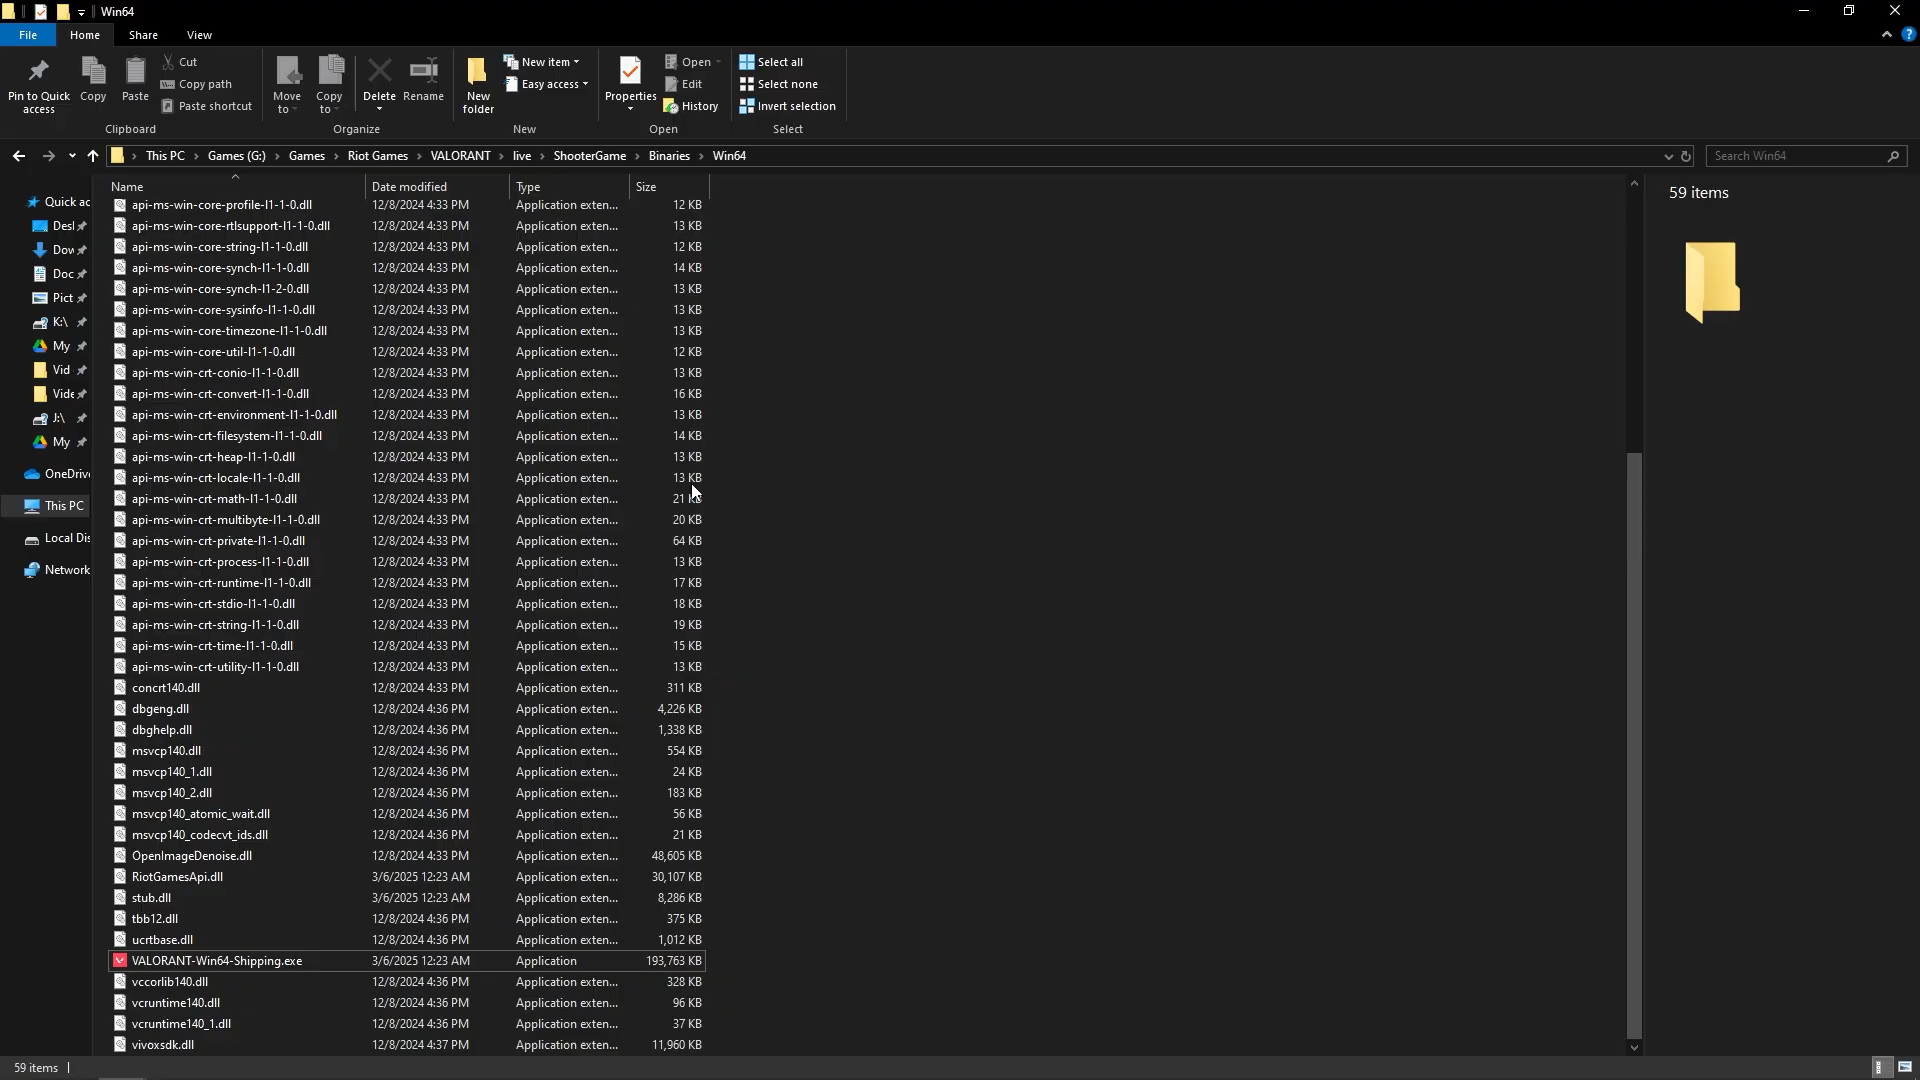 Win64
File Home Share View
Pin to Quick access
Copy
Paste
Cut
Copy path
Paste shortcut
Clipboard
Move to
Copy to
Delete
Rename
Organize
New folder
New item
Easy access
New
Properties
Open
Edit
History
Open
Select all
Select none
Invert selection
Select
This PC Games (G:) Games Riot Games VALORANT live ShooterGame Binaries Win64
Search Win64
Quick ac
Desl
Dov
Doc
Pict
K:\
My
Vid
Vide
J:\
My
OneDriv
This PC
Local Dis
Network
Name Date modified Type Size
api-ms-win-core-profile-l1-1-0.dll 12/8/2024 4:33 PM Application exten... 12 KB
api-ms-win-core-rtlsupport-l1-1-0.dll 12/8/2024 4:33 PM Application exten... 13 KB
api-ms-win-core-string-l1-1-0.dll 12/8/2024 4:33 PM Application exten... 12 KB
api-ms-win-core-synch-l1-1-0.dll 12/8/2024 4:33 PM Application exten... 14 KB
api-ms-win-core-synch-l1-2-0.dll 12/8/2024 4:33 PM Application exten... 13 KB
api-ms-win-core-sysinfo-l1-1-0.dll 12/8/2024 4:33 PM Application exten... 13 KB
api-ms-win-core-timezone-l1-1-0.dll 12/8/2024 4:33 PM Application exten... 13 KB
api-ms-win-core-util-l1-1-0.dll 12/8/2024 4:33 PM Application exten... 12 KB
api-ms-win-crt-conio-l1-1-0.dll 12/8/2024 4:33 PM Application exten... 13 KB
api-ms-win-crt-convert-l1-1-0.dll 12/8/2024 4:33 PM Application exten... 16 KB
api-ms-win-crt-environment-l1-1-0.dll 12/8/2024 4:33 PM Application exten... 13 KB
api-ms-win-crt-filesystem-l1-1-0.dll 12/8/2024 4:33 PM Application exten... 14 KB
api-ms-win-crt-heap-l1-1-0.dll 12/8/2024 4:33 PM Application exten... 13 KB
api-ms-win-crt-locale-l1-1-0.dll 12/8/2024 4:33 PM Application exten... 13 KB
api-ms-win-crt-math-l1-1-0.dll 12/8/2024 4:33 PM Application exten... 21 KB
api-ms-win-crt-multibyte-l1-1-0.dll 12/8/2024 4:33 PM Application exten... 20 KB
api-ms-win-crt-private-l1-1-0.dll 12/8/2024 4:33 PM Application exten... 64 KB
api-ms-win-crt-process-l1-1-0.dll 12/8/2024 4:33 PM Application exten... 13 KB
api-ms-win-crt-runtime-l1-1-0.dll 12/8/2024 4:33 PM Application exten... 17 KB
api-ms-win-crt-stdio-l1-1-0.dll 12/8/2024 4:33 PM Application exten... 18 KB
api-ms-win-crt-string-l1-1-0.dll 12/8/2024 4:33 PM Application exten... 19 KB
api-ms-win-crt-time-l1-1-0.dll 12/8/2024 4:33 PM Application exten... 15 KB
api-ms-win-crt-utility-l1-1-0.dll 12/8/2024 4:33 PM Application exten... 13 KB
concrt140.dll 12/8/2024 4:33 PM Application exten... 311 KB
dbgeng.dll 12/8/2024 4:36 PM Application exten... 4,226 KB
dbghelp.dll 12/8/2024 4:36 PM Application exten... 1,338 KB
msvcp140.dll 12/8/2024 4:36 PM Application exten... 554 KB
msvcp140_1.dll 12/8/2024 4:36 PM Application exten... 24 KB
msvcp140_2.dll 12/8/2024 4:36 PM Application exten... 183 KB
msvcp140_atomic_wait.dll 12/8/2024 4:36 PM Application exten... 56 KB
msvcp140_codecvt_ids.dll 12/8/2024 4:36 PM Application exten... 21 KB
OpenImageDenoise.dll 12/8/2024 4:33 PM Application exten... 48,605 KB
RiotGamesApi.dll 3/6/2025 12:23 AM Application exten... 30,107 KB
stub.dll 3/6/2025 12:23 AM Application exten... 8,286 KB
tbb12.dll 12/8/2024 4:36 PM Application exten... 375 KB
ucrtbase.dll 12/8/2024 4:36 PM Application exten... 1,012 KB
VALORANT-Win64-Shipping.exe 3/6/2025 12:23 AM Application 193,763 KB
vccorlib140.dll 12/8/2024 4:36 PM Application exten... 328 KB
vcruntime140.dll 12/8/2024 4:36 PM Application exten... 96 KB
vcruntime140_1.dll 12/8/2024 4:36 PM Application exten... 37 KB
vivoxsdk.dll 12/8/2024 4:37 PM Application exten... 11,960 KB
59 items
59 items